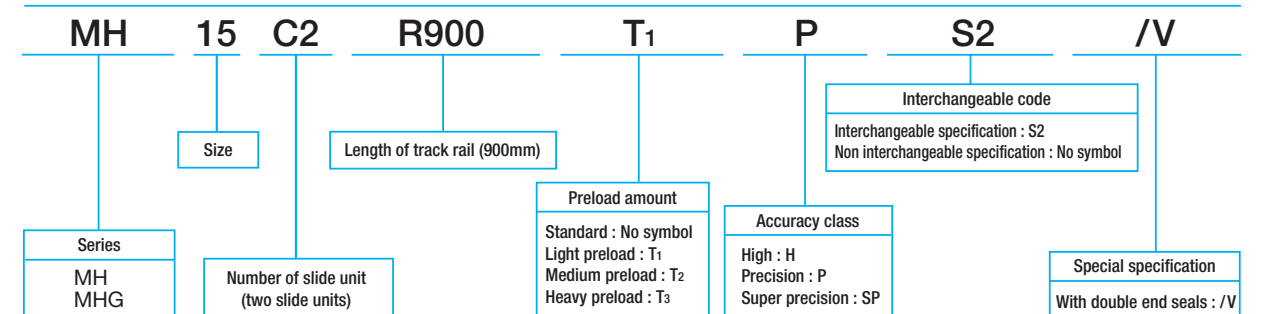 MH 15 C2 R900 T1 P S2 /V
Interchangeable code
Interchangeable specification : S2
Non interchangeable specification : No symbol
Size
Length of track rail (900mm)
Preload amount
Standard : No symbol
Light preload : T1
Medium preload : T2
Heavy preload : T3
Accuracy class
High : H
Precision : P
Super precision : SP
Series
MH
MHG
Number of slide unit
(two slide units)
Special specification
With double end seals : /V